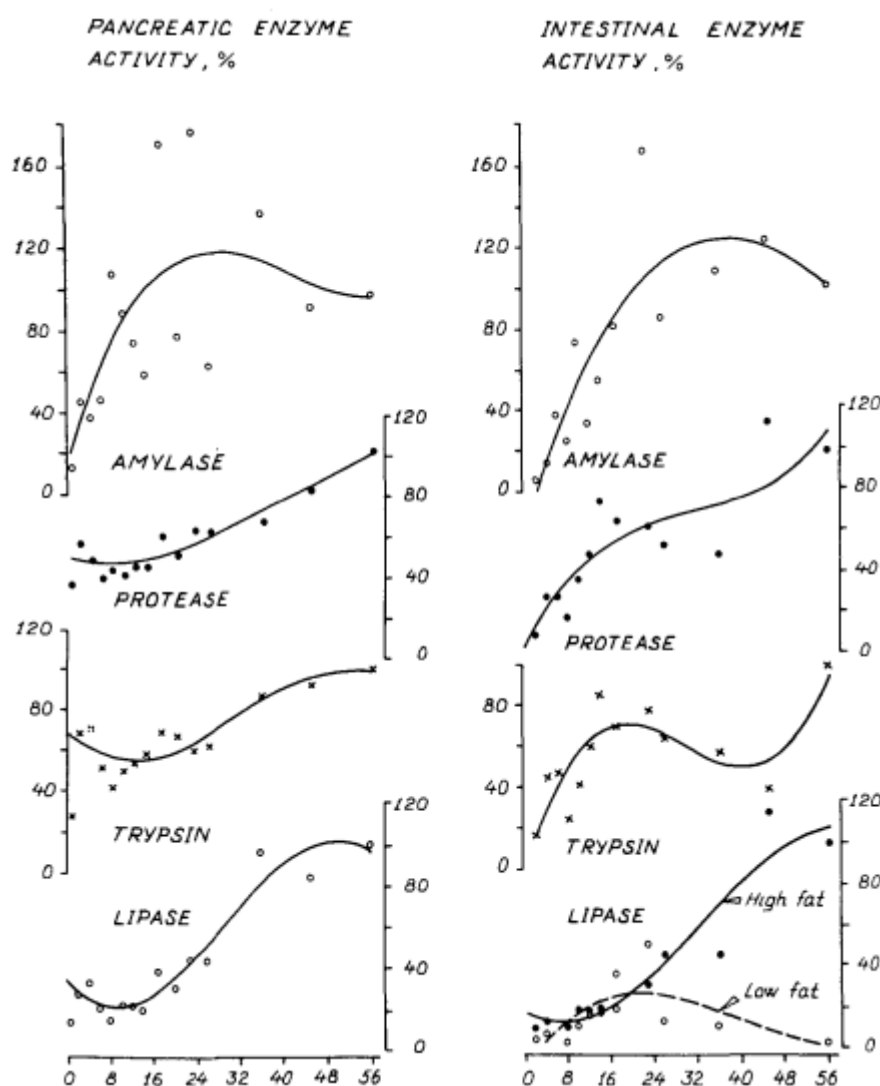 PANCREATIC ENZYME
ACTIVITY, %
160
120
80
40
0
AMYLASE
120
80
40
0
PROTEASE
120
80
40
0
TRYPSIN
120
80
40
0
LIPASE
0 8 16 24 32 40 48 56
INTESTINAL ENZYME
ACTIVITY, %
160
120
80
40
0
AMYLASE
120
80
40
0
PROTEASE
80
40
0
TRYPSIN
120
80
40
0
LIPASE
High fat
Low fat
0 8 16 24 32 40 48 56